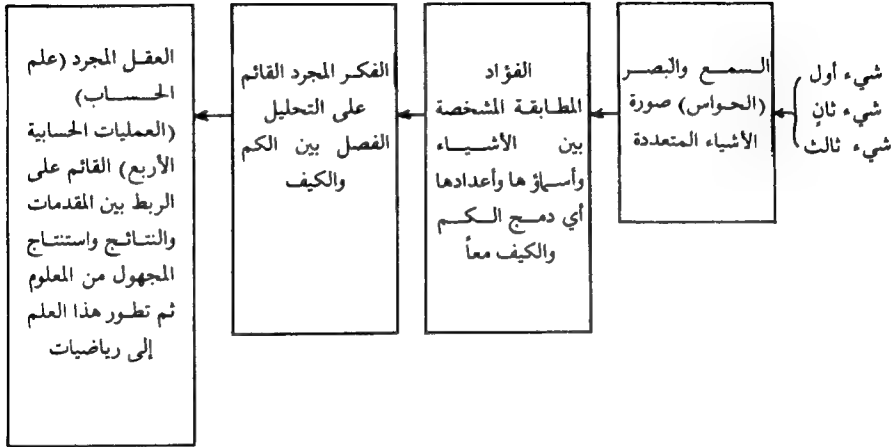 شيء أول
شيء ثانٍ
شيء ثالث
السمع والبصر
(الحواس) صورة
الأشياء المتعددة
الفؤاد
المطابقة المشخصة
بين الأشياء
وأسماؤها وأعدادها
أي دمج الكم
والكيف معاً
الفكر المجرد القائم
على التحليل
الفصل بين الكم
والكيف
العقل المجرد (علم
الحساب)
(العمليات الحسابية
الأربع) القائم على
الربط بين المقدمات
والنتائج واستنتاج
المجهول من المعلوم
ثم تطور هذا العلم
إلى رياضيات